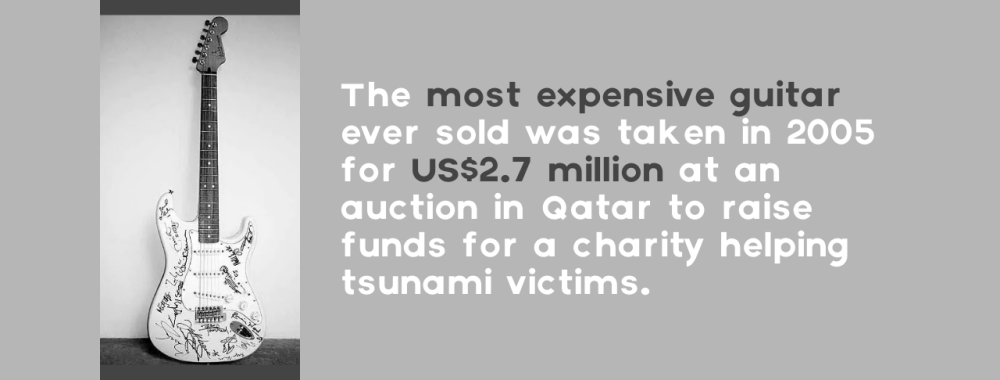 The most expensive guitar
ever sold was taken in 2005
for US$2.7 million at an
auction in Qatar to raise
funds for a charity helping
tsunami victims.